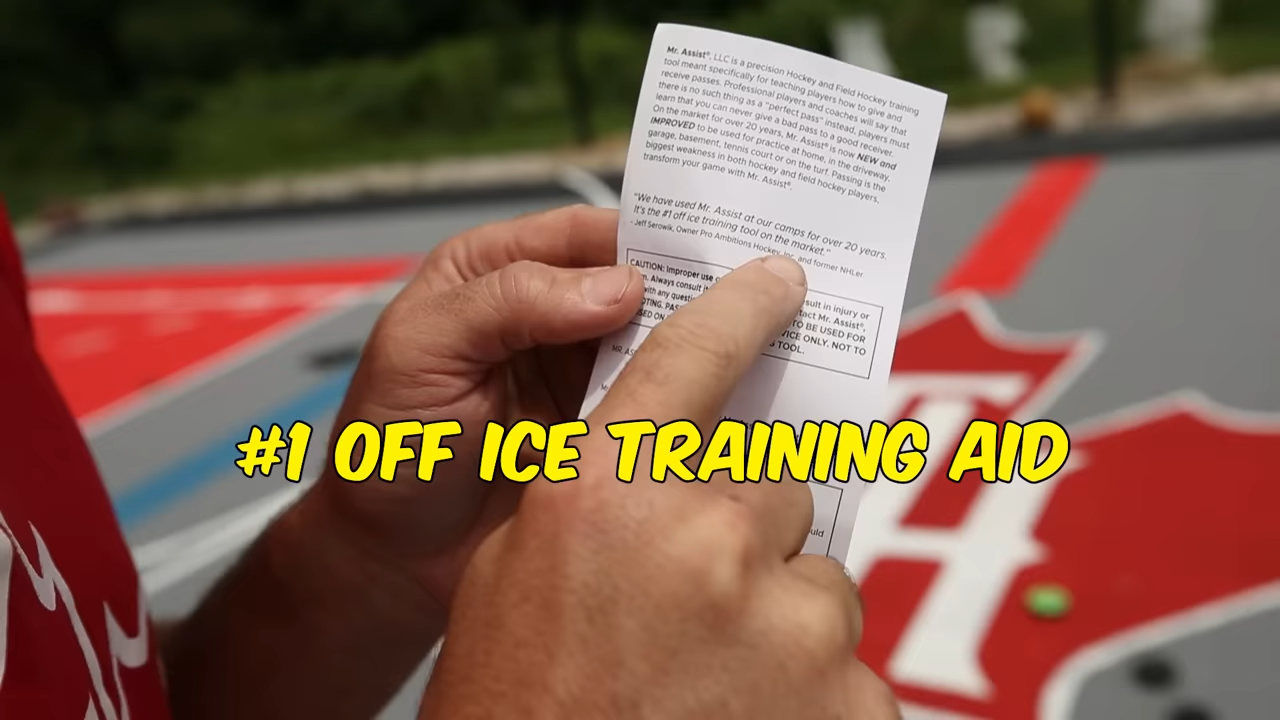 Mr. Assist®, LLC is a precision Hockey and Field Hockey training
tool meant specifically for teaching players how to give and
receive passes. Professional players and coaches will say that
there is no such thing as a "perfect pass" instead, players must
learn that you can never give a bad pass to a good receiver.
On the market for over 20 years, Mr. Assist® is now NEW and
IMPROVED to be used for practice at home, in the driveway,
garage, basement, tennis court or on the turf. Passing is the
biggest weakness in both hockey and field hockey players,
transform your game with Mr. Assist®.
"We have used Mr. Assist at our camps for over 20 years.
It's the #1 off ice training tool on the market."
- Jeff Serowik, Owner Pro Ambitions Hockey, Inc. and former NHLer
CAUTION: Improper use sult in injury or
Always consult tact Mr. Assist®,
with any TO BE USED FOR
PAS VICE ONLY. NOT TO
SED ON TOOL.
MR. AS
#1 OFF ICE TRAINING AID
uld
TH